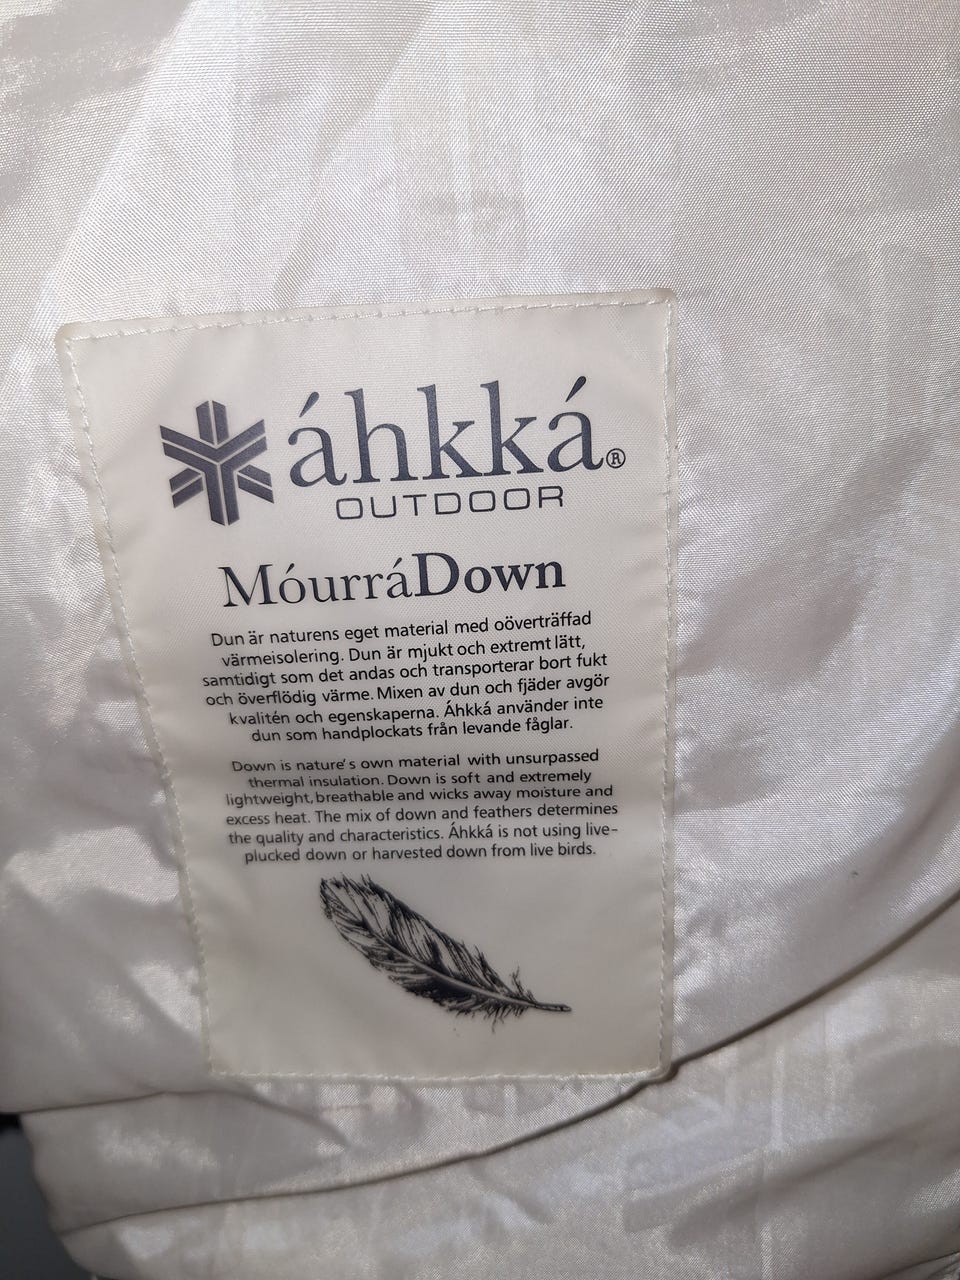 áhkká®
OUTDOOR
MóurráDown
Dun är naturens eget material med oöverträffad
värmeisolering. Dun är mjukt och extremt lätt,
samtidigt som det andas och transporterar bort fukt
och överflödig värme. Mixen av dun och fjäder avgör
kvalitén och egenskaperna. Áhkká använder inte
dun som handplockats från levande fåglar.
Down is nature's own material with unsurpassed
thermal insulation. Down is soft and extremely
lightweight, breathable and wicks away moisture and
excess heat. The mix of down and feathers determines
the quality and characteristics. Áhkká is not using live-
plucked down or harvested down from live birds.